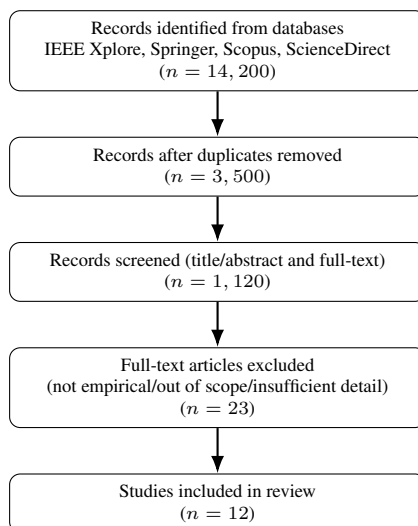 Records identified from databases
IEEE Xplore, Springer, Scopus, ScienceDirect
(n = 14, 200)
Records after duplicates removed
(n = 3, 500)
Records screened (title/abstract and full-text)
(n = 1, 120)
Full-text articles excluded
(not empirical/out of scope/insufficient detail)
(n = 23)
Studies included in review
(n = 12)